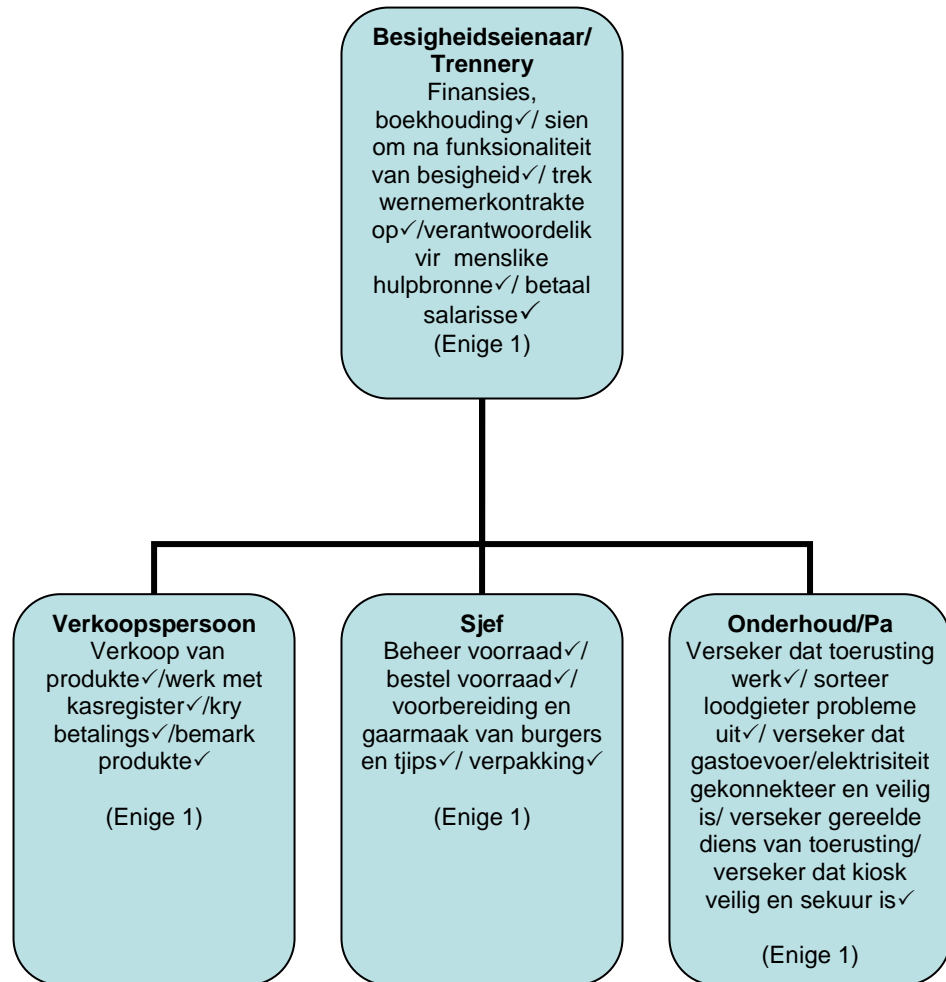 Besigheidseienaar/
Trennery
Finansies,
boekhouding✓/ sien
om na funksionaliteit
van besigheid✓/ trek
wernemerkontrakte
op✓/verantwoordelik
vir menslike
hulpbronne✓/ betaal
salarisse✓
(Enige 1)
Verkoopspersoon
Verkoop van
produkte✓/werk met
kasregister✓/kry
betalings✓/bemark
produkte✓
(Enige 1)
Sjef
Beheer voorraad✓/
bestel voorraad✓/
voorbereiding en
gaarmaak van burgers
en tjips✓/ verpakking✓
(Enige 1)
Onderhoud/Pa
Verseker dat toerusting
werk✓/ sorteer
loodgieter probleme
uit✓/ verseker dat
gastoevoer/elektrisiteit
gekonnekteer en veilig
is/ verseker gereelde
diens van toerusting/
verseker dat kiosk
veilig en sekuur is✓
(Enige 1)